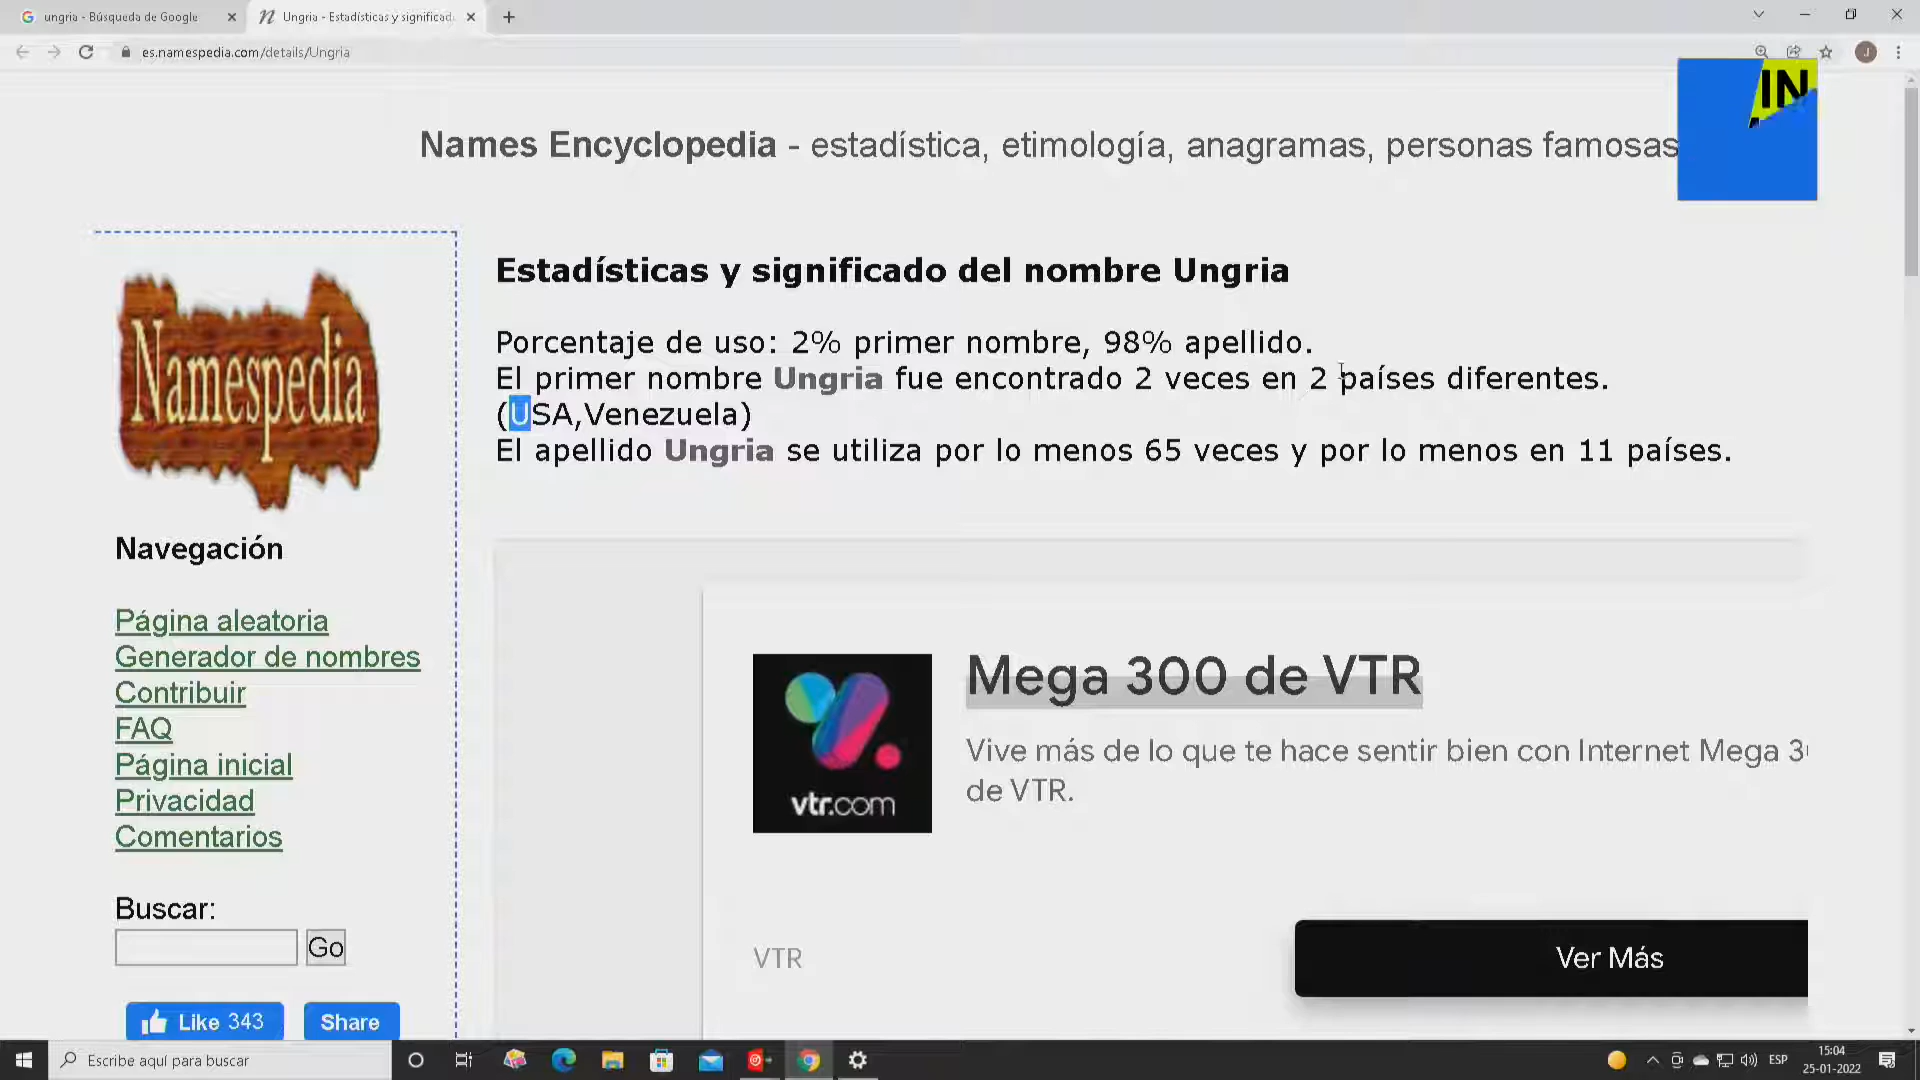 ungria - Búsqueda de Google
Ungria - Estadísticas y significad
es.namespedia.com/details/Ungria
J
IN
Names Encyclopedia - estadística, etimología, anagramas, personas famosas
Namespedia
Estadísticas y significado del nombre Ungria
Porcentaje de uso: 2% primer nombre, 98% apellido.
El primer nombre Ungria fue encontrado 2 veces en 2 países diferentes.
(USA,Venezuela)
El apellido Ungria se utiliza por lo menos 65 veces y por lo menos en 11 países.
Navegación
Página aleatoria
Generador de nombres
Contribuir
FAQ
Página inicial
Privacidad
Comentarios
Buscar:
Go
Like 343
Share
vtr.com
Mega 300 de VTR
Vive más de lo que te hace sentir bien con Internet Mega 3
de VTR.
VTR
Ver Más
Escribe aquí para buscar
ESP
15:04
25-01-2022